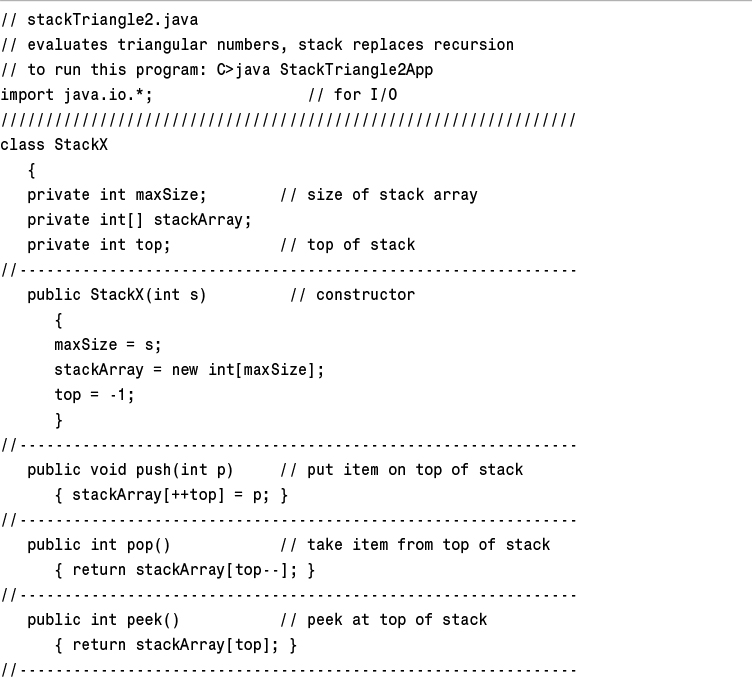 // stackTriangle2.java
// evaluates triangular numbers, stack replaces recursion
// to run this program: C>java StackTriangle2App
import java.io.*;                 // for I/O
////////////////////////////////////////////////////////////////
class StackX
   {
   private int maxSize;        // size of stack array
   private int[] stackArray;
   private int top;            // top of stack
//--------------------------------------------------------------
   public StackX(int s)         // constructor
      {
      maxSize = s;
      stackArray = new int[maxSize];
      top = -1;
      }
//--------------------------------------------------------------
   public void push(int p)     // put item on top of stack
      { stackArray[++top] = p; }
//--------------------------------------------------------------
   public int pop()            // take item from top of stack
      { return stackArray[top--]; }
//--------------------------------------------------------------
   public int peek()           // peek at top of stack
      { return stackArray[top]; }
//--------------------------------------------------------------